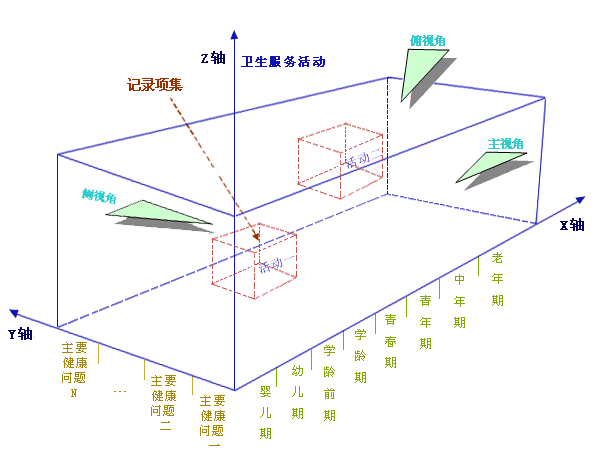 俯视角
Z轴
卫生服务活动
记录项集
主视角
活动二
侧视角
X轴
活动一
Y轴
老年期
中年期
青年期
青春期
学龄期
学龄前期
幼儿期
婴儿期
主要
健康
问题
N
...
主要
健康
问题
二
主要
健康
问题
一